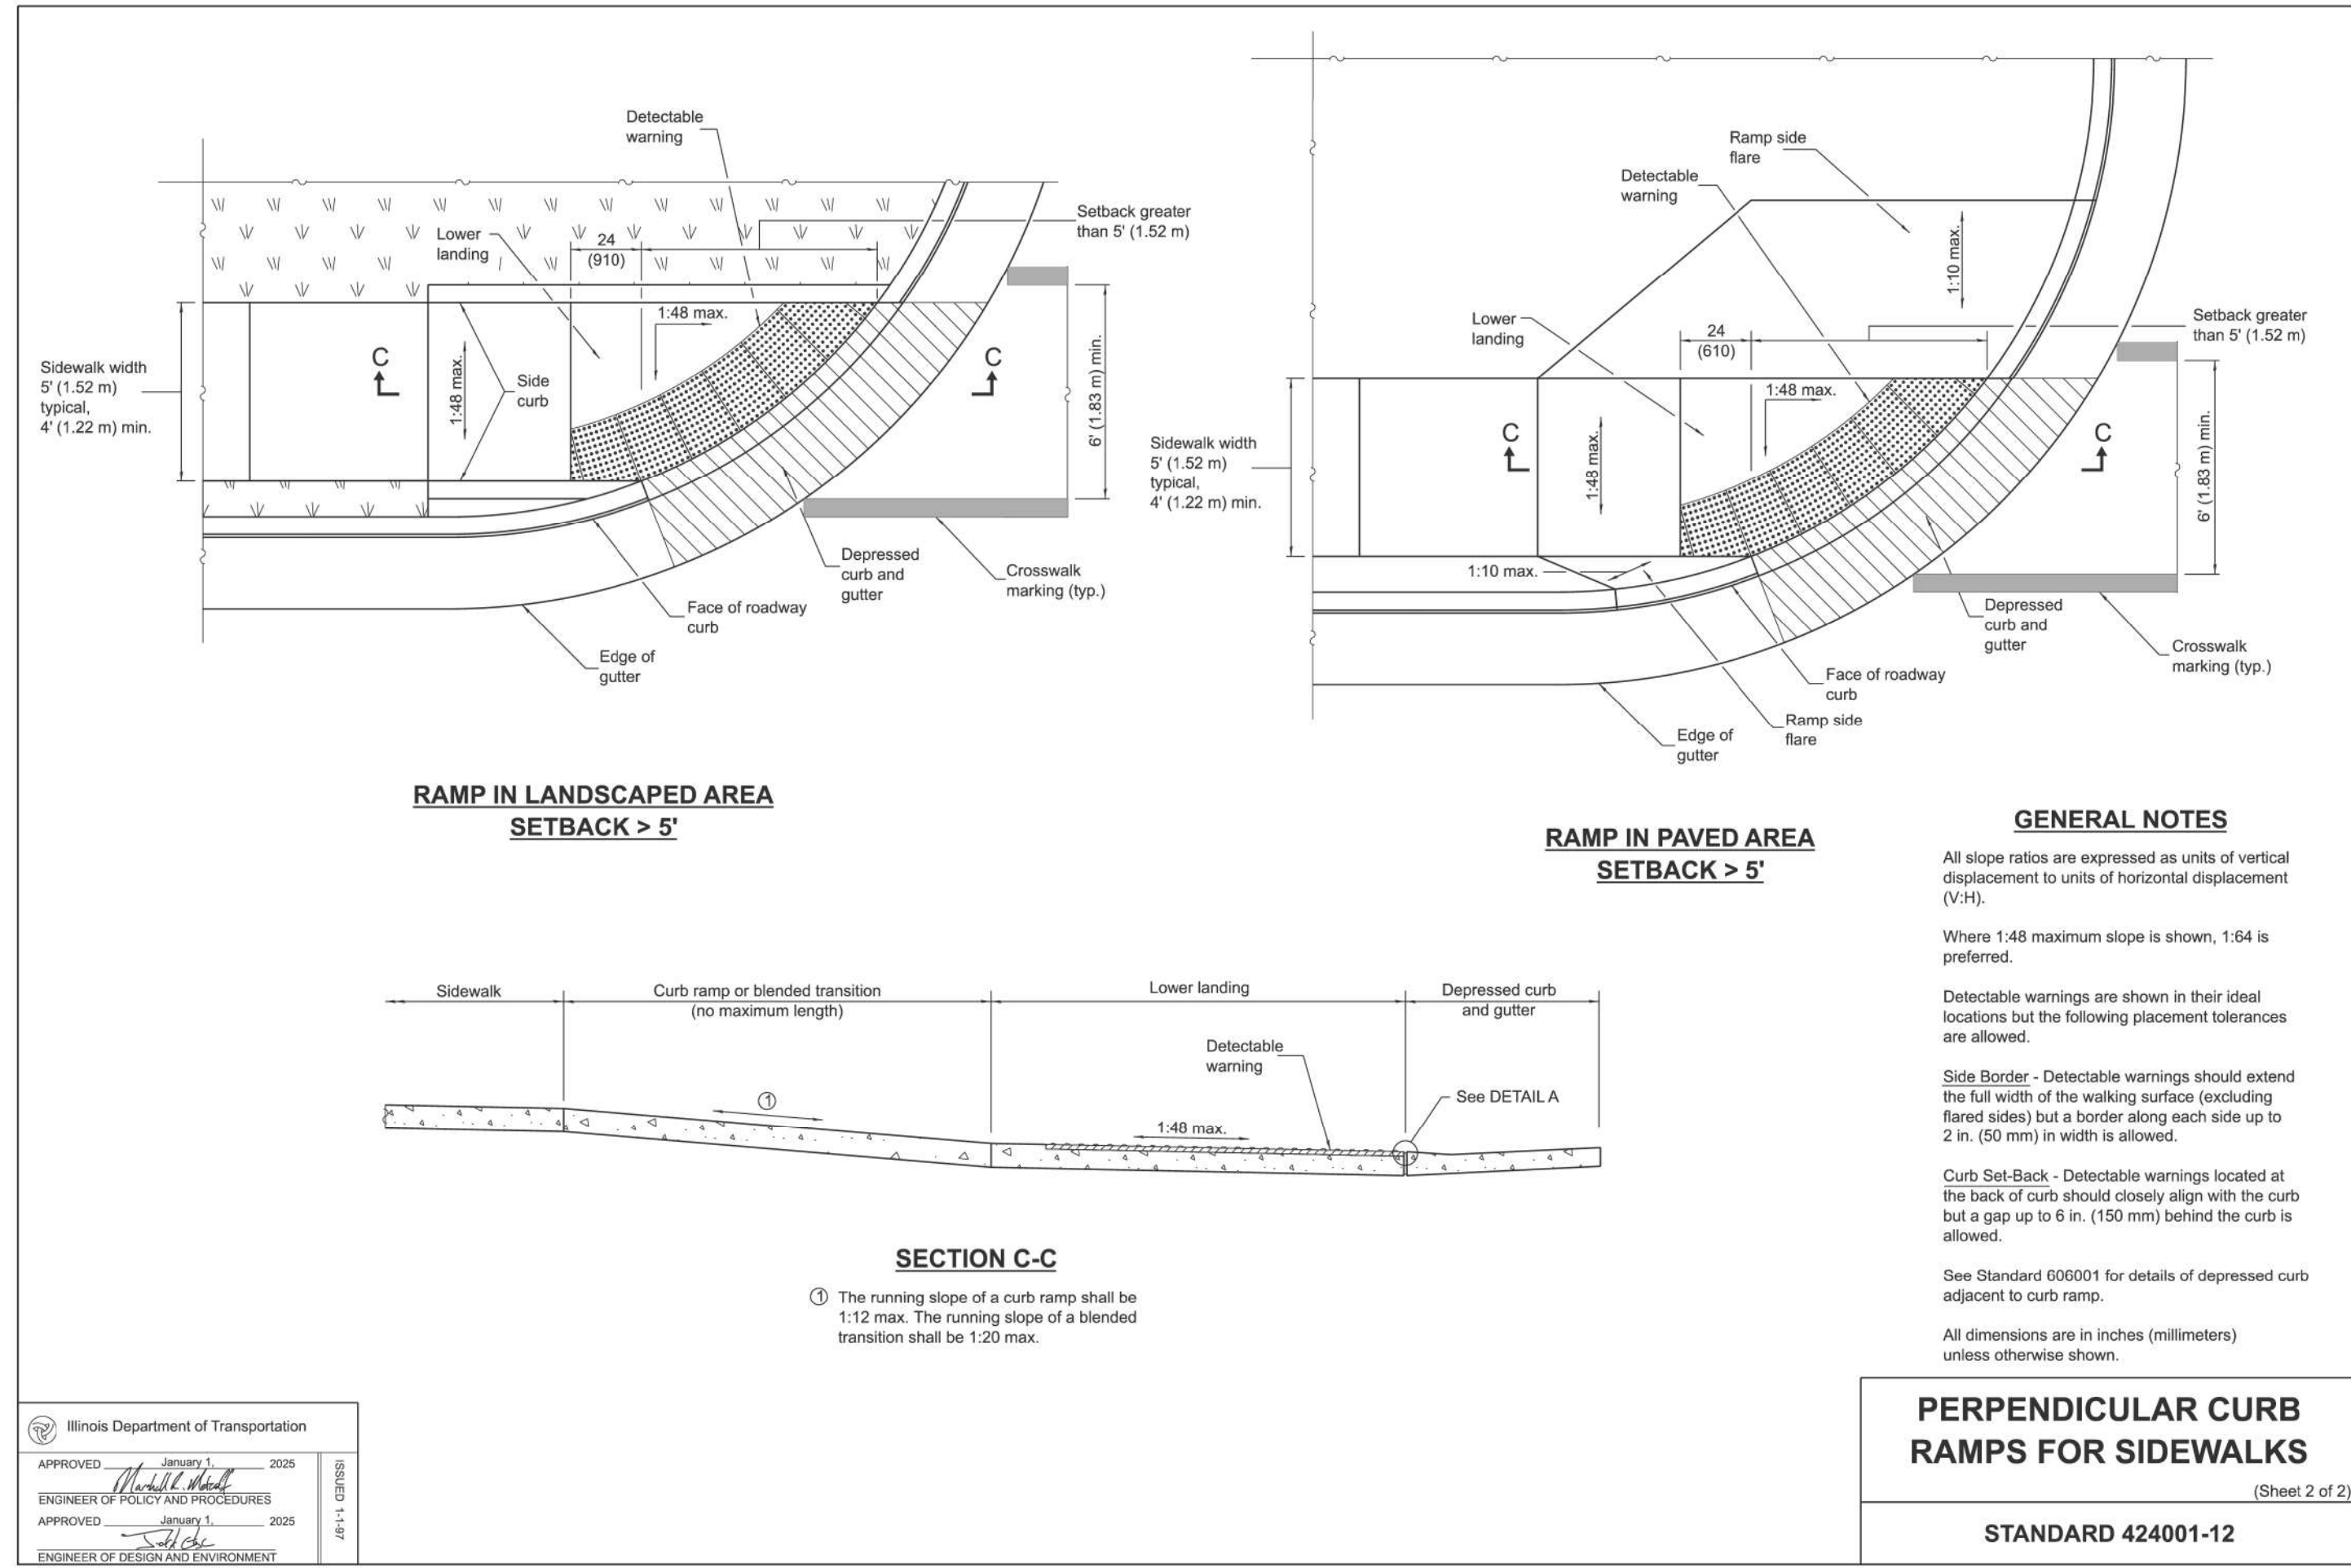 Detectable
warning
Setback greater
than 5' (1.52 m)
Lower
landing
24
(910)
1:48 max.
Sidewalk width
5' (1.52 m)
typical,
4' (1.22 m) min.
C
1:48 max.
Side
curb
C
6' (1.83 m) min.
Depressed
curb and
gutter
Crosswalk
marking (typ.)
Face of roadway
curb
Edge of
gutter
RAMP IN LANDSCAPED AREA
SETBACK > 5'
Ramp side
flare
Detectable
warning
1:10 max.
Lower
landing
24
(610)
Setback greater
than 5' (1.52 m)
1:48 max.
Sidewalk width
5' (1.52 m)
typical,
4' (1.22 m) min.
C
1:48 max.
C
6' (1.83 m) min.
1:10 max.
Depressed
curb and
gutter
Crosswalk
marking (typ.)
Face of roadway
curb
Ramp side
flare
Edge of
gutter
RAMP IN PAVED AREA
SETBACK > 5'
Sidewalk
Curb ramp or blended transition
(no maximum length)
Lower landing
Depressed curb
and gutter
Detectable
warning
See DETAIL A
1
1:48 max.
SECTION C-C
1 The running slope of a curb ramp shall be
1:12 max. The running slope of a blended
transition shall be 1:20 max.
GENERAL NOTES
All slope ratios are expressed as units of vertical
displacement to units of horizontal displacement
(V:H).
Where 1:48 maximum slope is shown, 1:64 is
preferred.
Detectable warnings are shown in their ideal
locations but the following placement tolerances
are allowed.
Side Border - Detectable warnings should extend
the full width of the walking surface (excluding
flared sides) but a border along each side up to
2 in. (50 mm) in width is allowed.
Curb Set-Back - Detectable warnings located at
the back of curb should closely align with the curb
but a gap up to 6 in. (150 mm) behind the curb is
allowed.
See Standard 606001 for details of depressed curb
adjacent to curb ramp.
All dimensions are in inches (millimeters)
unless otherwise shown.
Illinois Department of Transportation
APPROVED January 1, 2025
ENGINEER OF POLICY AND PROCEDURES
APPROVED January 1, 2025
ENGINEER OF DESIGN AND ENVIRONMENT
ISSUED 1-1-97
PERPENDICULAR CURB
RAMPS FOR SIDEWALKS
(Sheet 2 of 2)
STANDARD 424001-12